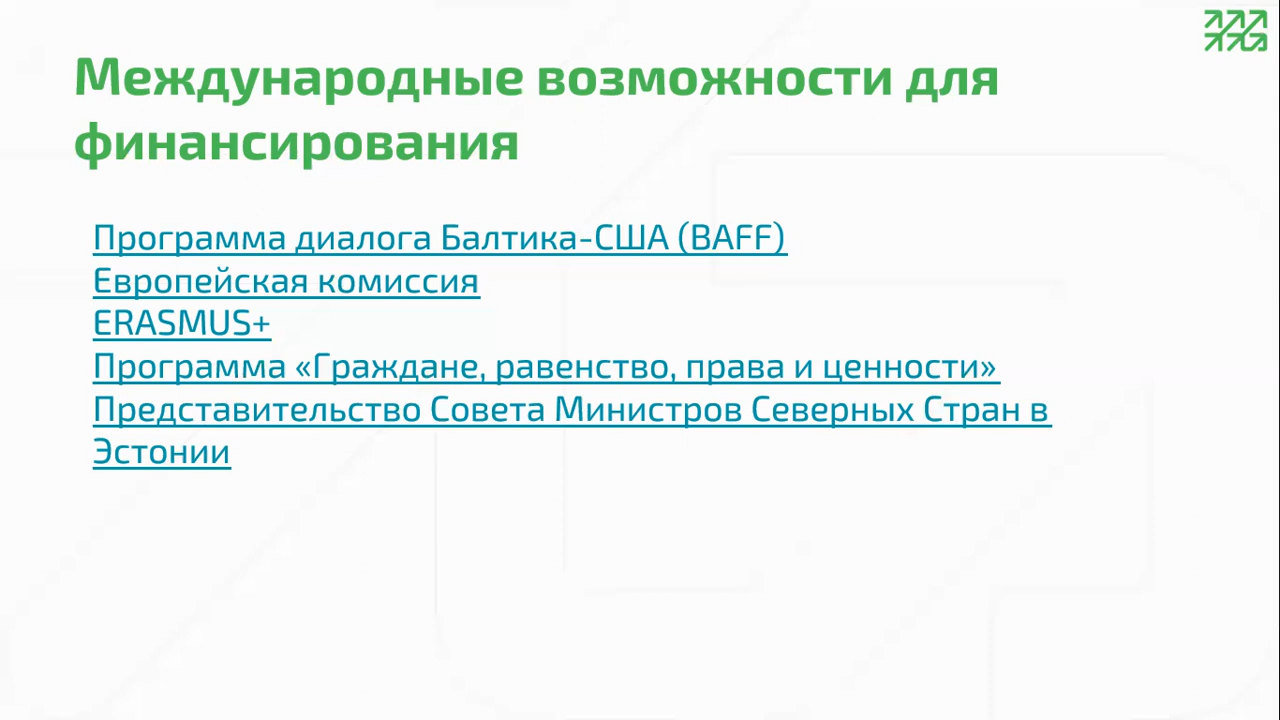 Международные возможности для
финансирования
Программа диалога Балтика-США (BAFF)
Европейская комиссия
ERASMUS+
Программа «Граждане, равенство, права и ценности»
Представительство Совета Министров Северных Стран в
Эстонии